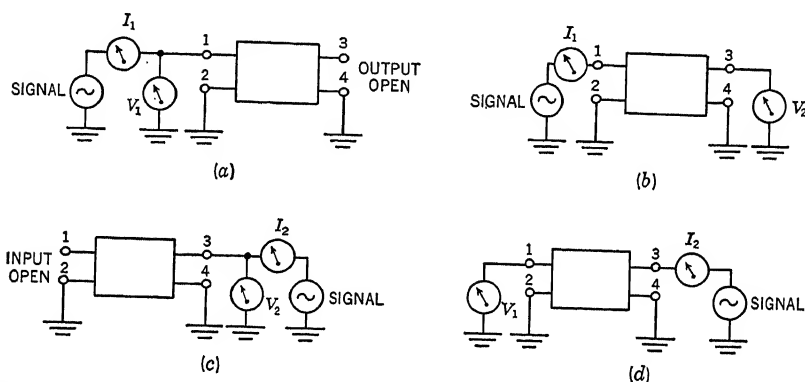 I₁
1
3
2
4
SIGNAL
V₁
OUTPUT
OPEN
(a)
I₁
1
3
2
4
SIGNAL
V₂
(b)
INPUT
OPEN
1
2
3
4
I₂
V₂
SIGNAL
(c)
1
2
3
4
I₂
V₁
SIGNAL
(d)